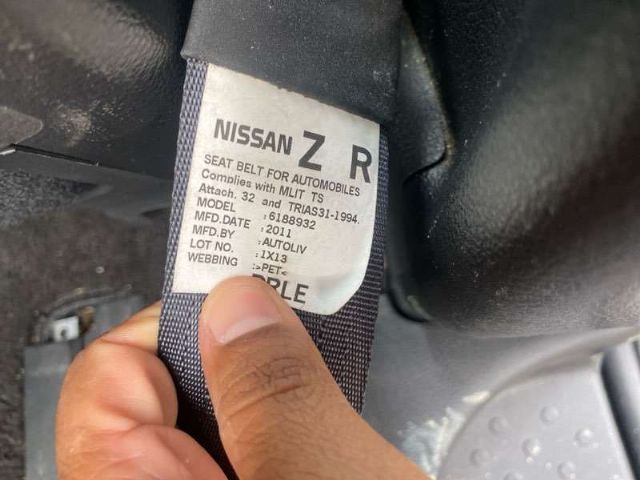 NISSAN Z R
SEAT BELT FOR AUTOMOBILES
Complies with MLIT TS
Attach. 32 and TRIAS31-1994.
MODEL :6188932
MFD.DATE :2011
MFD.BY :AUTOLIV
LOT NO. :1X13
WEBBING :>PET<